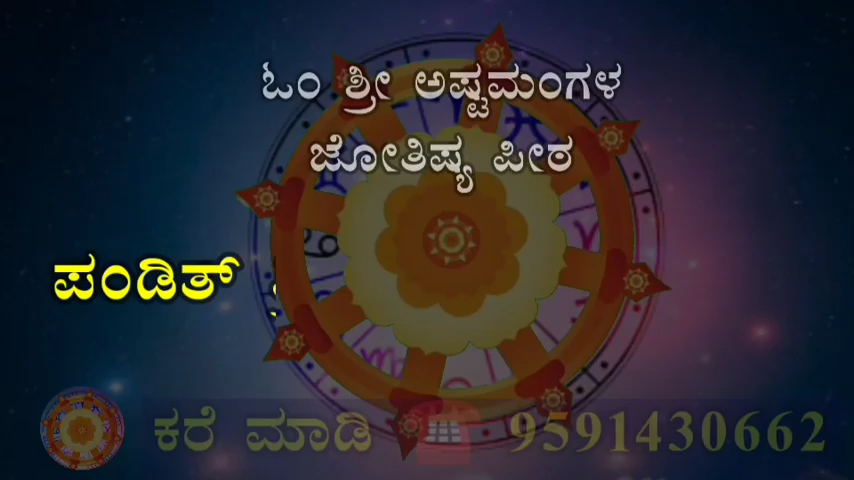 ಓಂ ಶ್ರೀ ಅಷ್ಟಮಂಗಳ
ಜ್ಯೋತಿಷ್ಯ ಪೀಠ
ಪಂಡಿತ್
ಕರೆ ಮಾಡಿ 9591430662